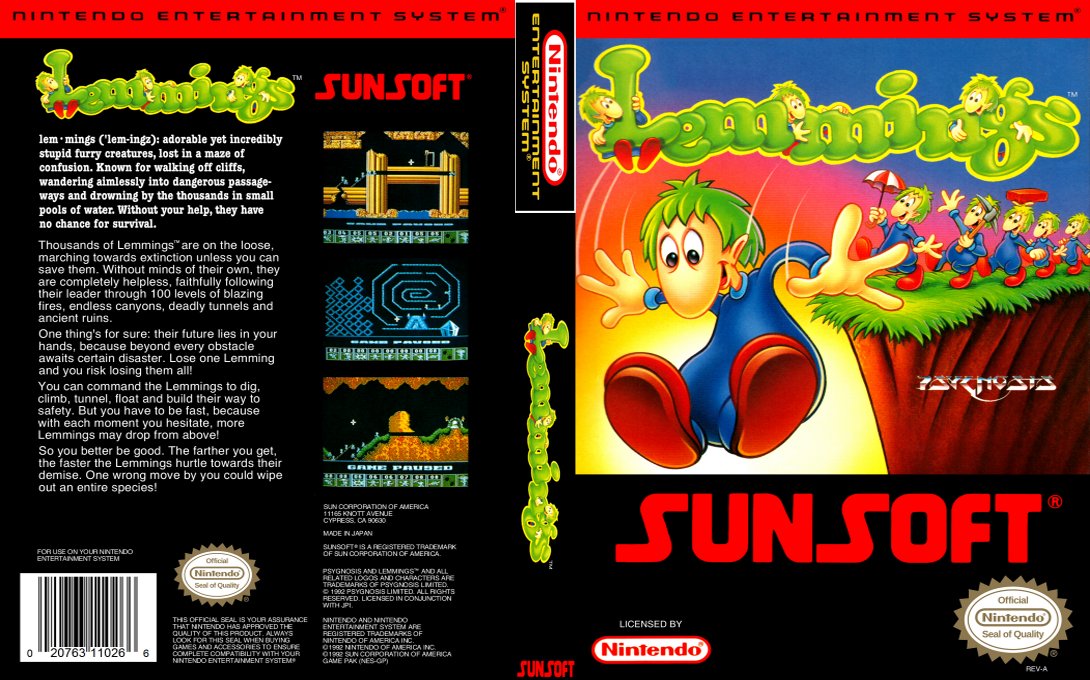 NINTENDO ENTERTAINMENT SYSTEM®
Lemmings™
SUNSOFT®
lem · mings ('lem-ingz): adorable yet incredibly
stupid furry creatures, lost in a maze of
confusion. Known for walking off cliffs,
wandering aimlessly into dangerous passage-
ways and drowning by the thousands in small
pools of water. Without your help, they have
no chance for survival.
Thousands of Lemmings™ are on the loose,
marching towards extinction unless you can
save them. Without minds of their own, they
are completely helpless, faithfully following
their leader through 100 levels of blazing
fires, endless canyons, deadly tunnels and
ancient ruins.
One thing's for sure: their future lies in your
hands, because beyond every obstacle
awaits certain disaster. Lose one Lemming
and you risk losing them all!
You can command the Lemmings to dig,
climb, tunnel, float and build their way to
safety. But you have to be fast, because
with each moment you hesitate, more
Lemmings may drop from above!
So you better be good. The farther you get,
the faster the Lemmings hurtle towards their
demise. One wrong move by you could wipe
out an entire species!
GAME PAUSED
GAME PAUSED
GAME PAUSED
SUN CORPORATION OF AMERICA
11165 KNOTT AVENUE
CYPRESS, CA 90630
MADE IN JAPAN
SUNSOFT® IS A REGISTERED TRADEMARK
OF SUN CORPORATION OF AMERICA.
PSYGNOSIS AND LEMMINGS™ AND ALL
RELATED LOGOS AND CHARACTERS ARE
TRADEMARKS OF PSYGNOSIS LIMITED.
© 1992 PSYGNOSIS LIMITED. ALL RIGHTS
RESERVED. LICENSED IN CONJUNCTION
WITH JPI.
NINTENDO AND NINTENDO
ENTERTAINMENT SYSTEM ARE
REGISTERED TRADEMARKS OF
NINTENDO OF AMERICA INC.
©1992 NINTENDO OF AMERICA INC.
©1992 SUN CORPORATION OF AMERICA
GAME PAK (NES-GP)
FOR USE ON YOUR NINTENDO
ENTERTAINMENT SYSTEM
Official
Nintendo®
Seal of Quality
®
0 20763 11026 6
THIS OFFICIAL SEAL IS YOUR ASSURANCE
THAT NINTENDO HAS APPROVED THE
QUALITY OF THIS PRODUCT. ALWAYS
LOOK FOR THIS SEAL WHEN BUYING
GAMES AND ACCESSORIES TO ENSURE
COMPLETE COMPATIBILITY WITH YOUR
NINTENDO ENTERTAINMENT SYSTEM®
Nintendo®
ENTERTAINMENT
SYSTEM®
Lemmings™
SUNSOFT
NINTENDO ENTERTAINMENT SYSTEM®
Lemmings™
PSYGNOSIS
SUNSOFT®
LICENSED BY
Nintendo®
Official
Nintendo®
Seal of Quality
®
REV-A